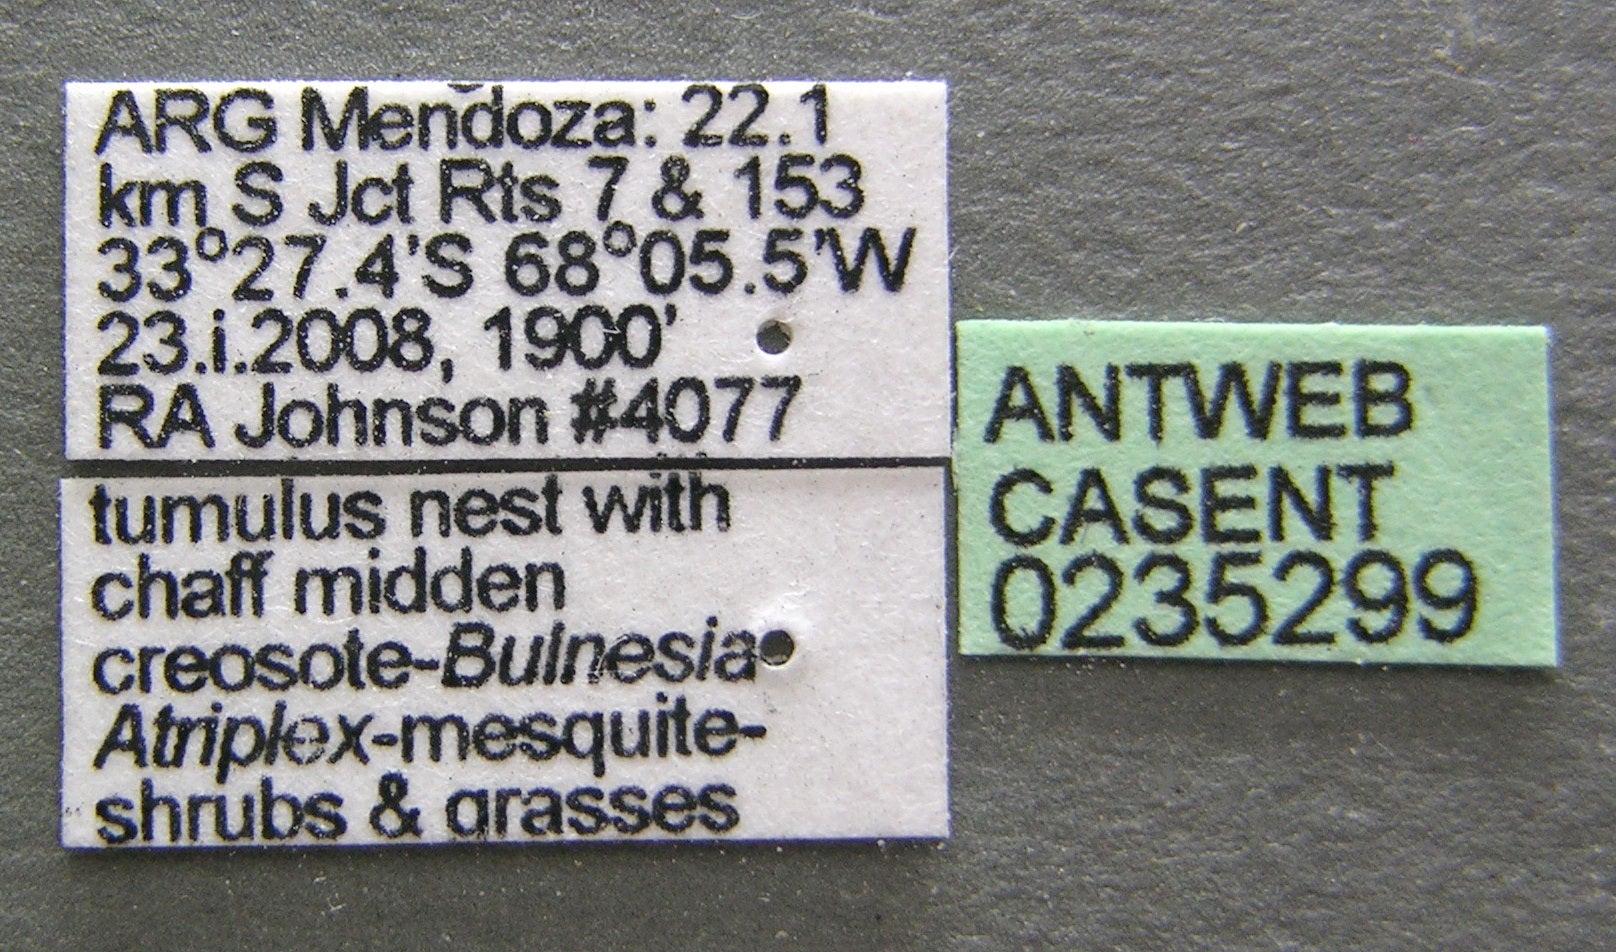 ARG Mendoza: 22.1
km S Jct Rts 7 & 153
33°27.4'S 68°05.5'W
23.i.2008, 1900'
RA Johnson #4077
tumulus nest with
chaff midden
creosote-Bulnesia
Atriplex-mesquite-
shrubs & grasses
ANTWEB
CASENT
0235299